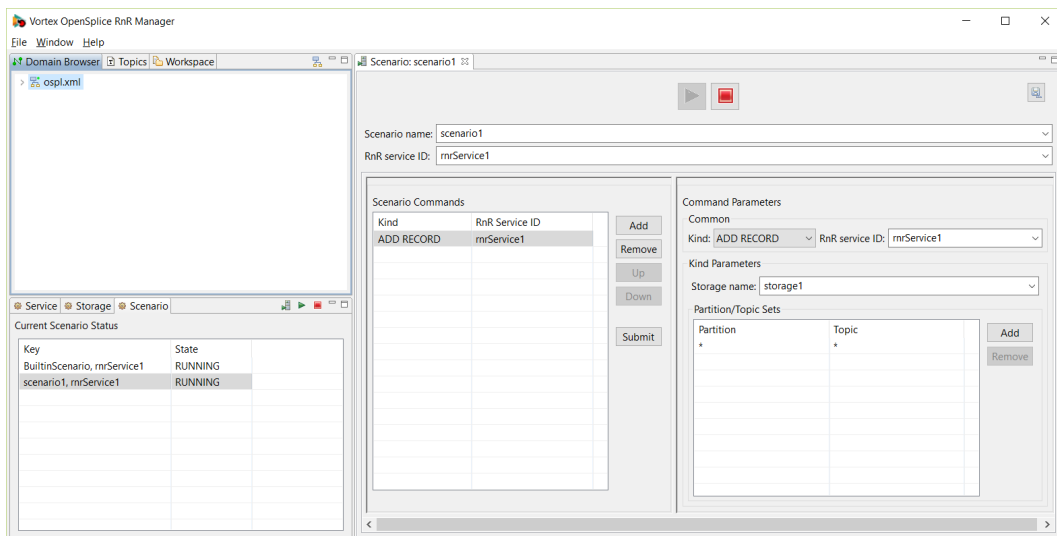 Vortex OpenSplice RnR Manager
File Window Help
Domain Browser Topics Workspace
ospl.xml
Service Storage Scenario
Current Scenario Status
Key State
BuiltinScenario, rnrService1 RUNNING
scenario1, rnrService1 RUNNING
Scenario: scenario1
Scenario name: scenario1
RnR service ID: rnrService1
Scenario Commands
Kind RnR Service ID
ADD RECORD rnrService1
Add
Remove
Up
Down
Submit
Command Parameters
Common
Kind: ADD RECORD RnR service ID: rnrService1
Kind Parameters
Storage name: storage1
Partition/Topic Sets
Partition Topic
* *
Add
Remove